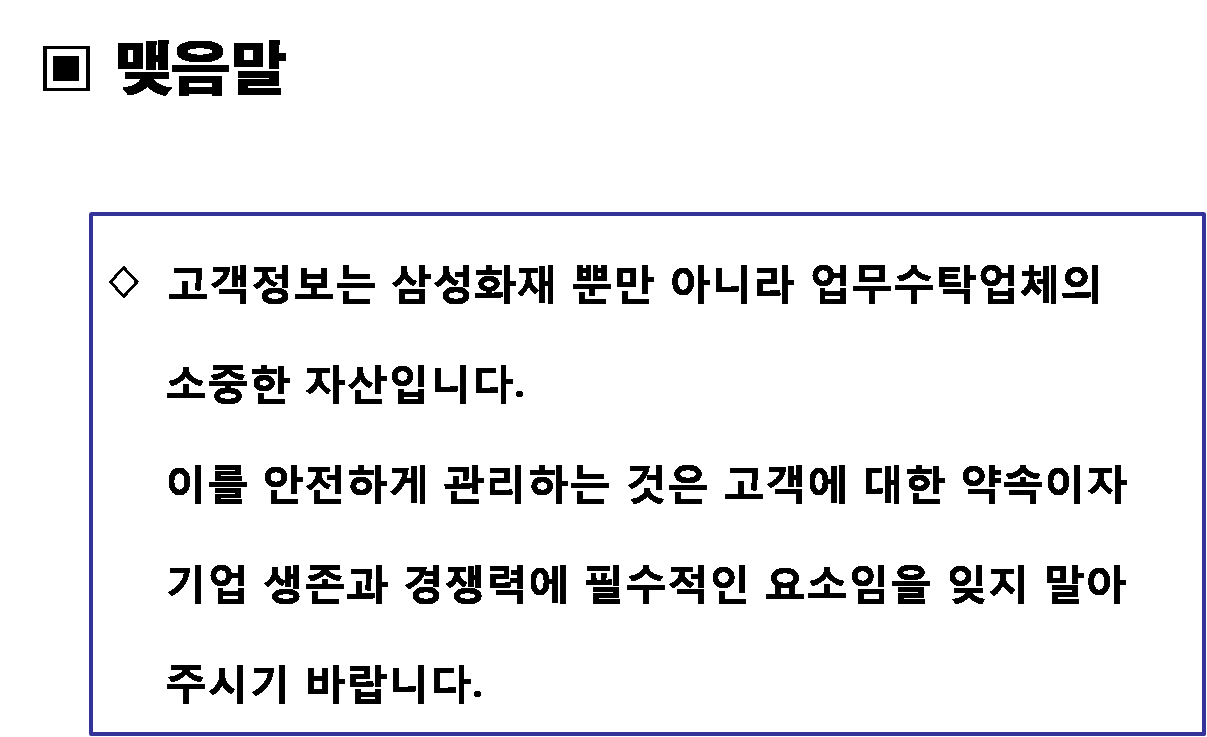 ▣ 맺음말
◇ 고객정보는 삼성화재 뿐만 아니라 업무수탁업체의
소중한 자산입니다.
이를 안전하게 관리하는 것은 고객에 대한 약속이자
기업 생존과 경쟁력에 필수적인 요소임을 잊지 말아
주시기 바랍니다.